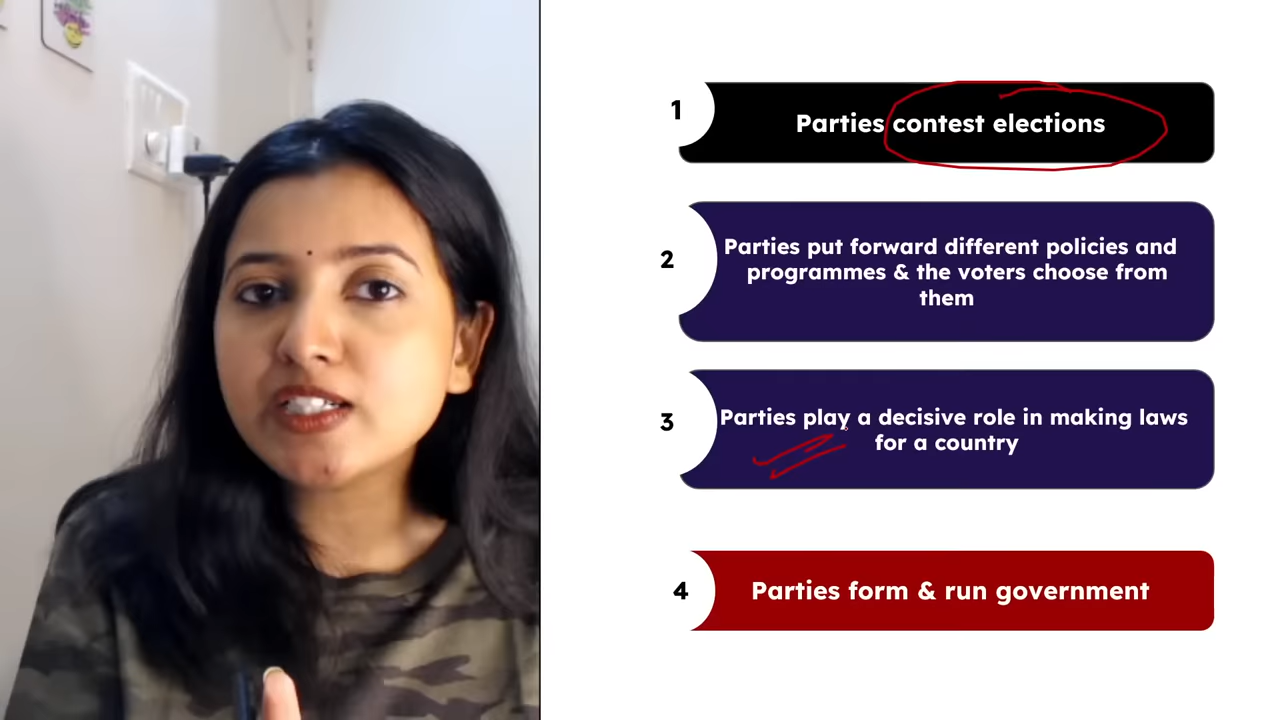 1
Parties contest elections
2
Parties put forward different policies and
programmes & the voters choose from
them
3
Parties play a decisive role in making laws
for a country
4
Parties form & run government